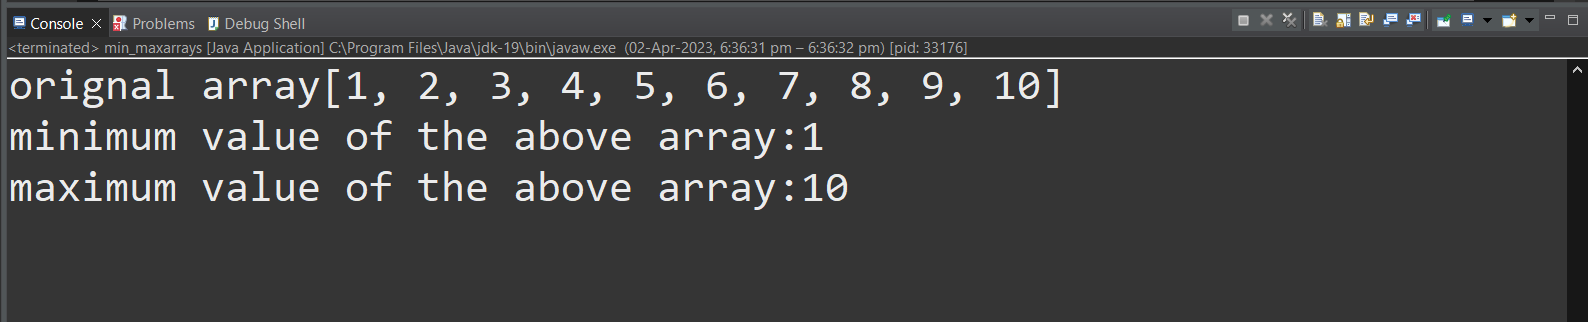 Console Problems Debug Shell
<terminated> min_maxarrays [Java Application] C:\Program Files\Java\jdk-19\bin\javaw.exe (02-Apr-2023, 6:36:31 pm – 6:36:32 pm) [pid: 33176]
orignal array[1, 2, 3, 4, 5, 6, 7, 8, 9, 10]
minimum value of the above array:1
maximum value of the above array:10